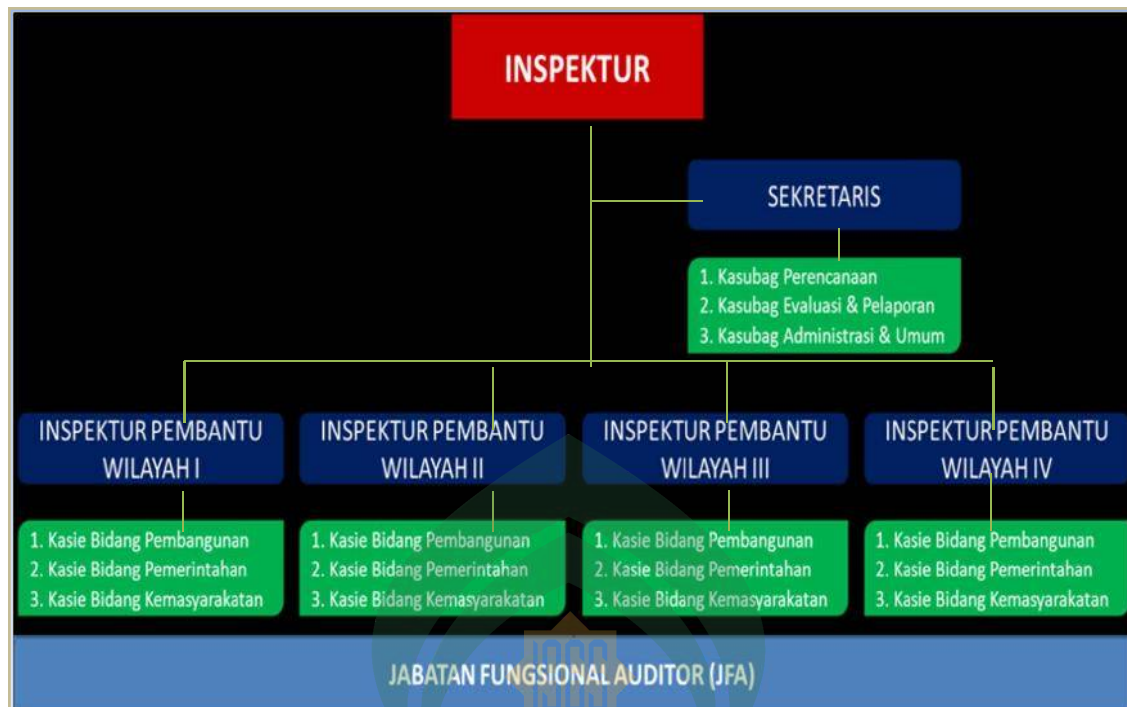 INSPEKTUR
SEKRETARIS
1. Kasubag Perencanaan
2. Kasubag Evaluasi & Pelaporan
3. Kasubag Administrasi & Umum
INSPEKTUR PEMBANTU
WILAYAH I
INSPEKTUR PEMBANTU
WILAYAH II
INSPEKTUR PEMBANTU
WILAYAH III
INSPEKTUR PEMBANTU
WILAYAH IV
1. Kasie Bidang Pembangunan
2. Kasie Bidang Pemerintahan
3. Kasie Bidang Kemasyarakatan
1. Kasie Bidang Pembangunan
2. Kasie Bidang Pemerintahan
3. Kasie Bidang Kemasyarakatan
1. Kasie Bidang Pembangunan
2. Kasie Bidang Pemerintahan
3. Kasie Bidang Kemasyarakatan
1. Kasie Bidang Pembangunan
2. Kasie Bidang Pemerintahan
3. Kasie Bidang Kemasyarakatan
JABATAN FUNGSIONAL AUDITOR (JFA)